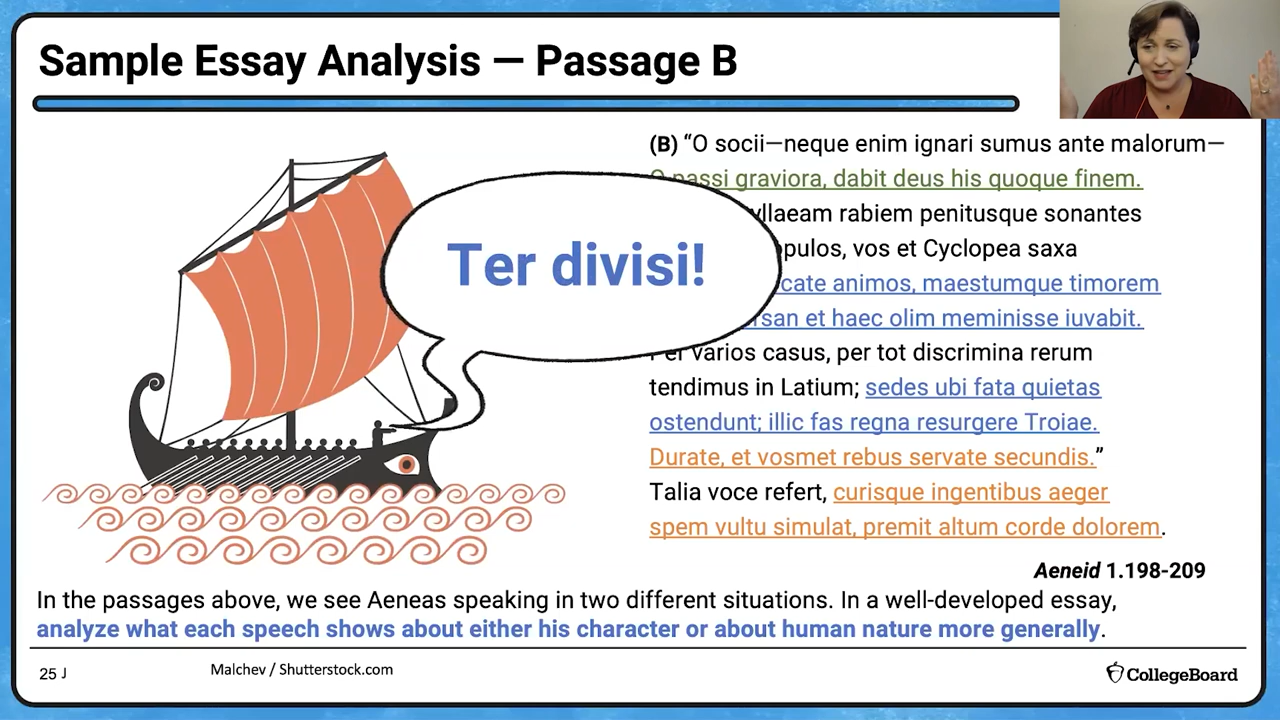 Sample Essay Analysis — Passage B
(B) “O socii—neque enim ignari sumus ante malorum—
O passi graviora, dabit deus his quoque finem.
rabiem penitusque sonantes
vos et Cyclopea saxa
animos, maestumque timorem
et haec olim meminisse iuvabit.
Per varios casus, per tot discrimina rerum
tendimus in Latium; sedes ubi fata quietas
ostendunt; illic fas regna resurgere Troiae.
Durate, et vosmet rebus servate secundis.”
Talia voce refert, curisque ingentibus aeger
spem vultu simulat, premit altum corde dolorem.
Ter divisi!
Aeneid 1.198-209
In the passages above, we see Aeneas speaking in two different situations. In a well-developed essay,
analyze what each speech shows about either his character or about human nature more generally.
25 J
Malchev / Shutterstock.com
CollegeBoard